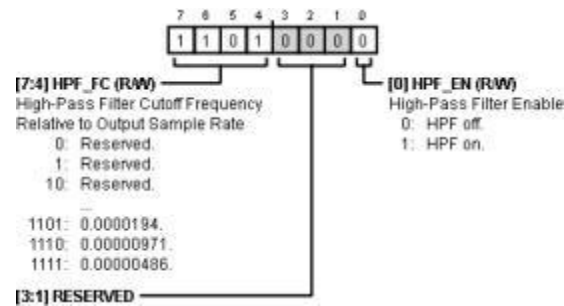 7 6 5 4 3 2 1 0
1 1 0 1 0 0 0 0
[7:4] HPF_FC (R/W)
High-Pass Filter Cutoff Frequency
Relative to Output Sample Rate
0: Reserved.
1: Reserved.
10: Reserved.
...
1101: 0.0000194.
1110: 0.00000971.
1111: 0.00000486.
[3:1] RESERVED
[0] HPF_EN (R/W)
High-Pass Filter Enable
0: HPF off.
1: HPF on.